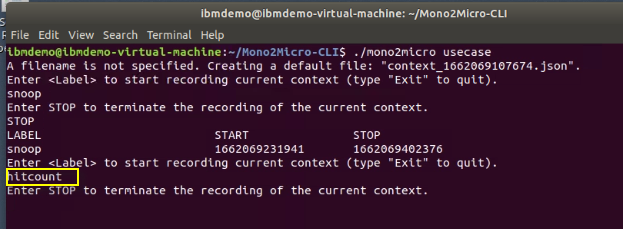 ibmdemo@ibmdemo-virtual-machine: ~/Mono2Micro-CLI
File Edit View Search Terminal Help
ibmdemo@ibmdemo-virtual-machine:~/Mono2Micro-CLI$ ./mono2micro usecase
A filename is not specified. Creating a default file: "context_1662069107674.json".
Enter <Label> to start recording current context (type "Exit" to quit).
snoop
Enter STOP to terminate the recording of the current context.
STOP
LABEL START STOP
snoop 1662069231941 1662069402376
Enter <Label> to start recording current context (type "Exit" to quit).
hitcount
Enter STOP to terminate the recording of the current context.